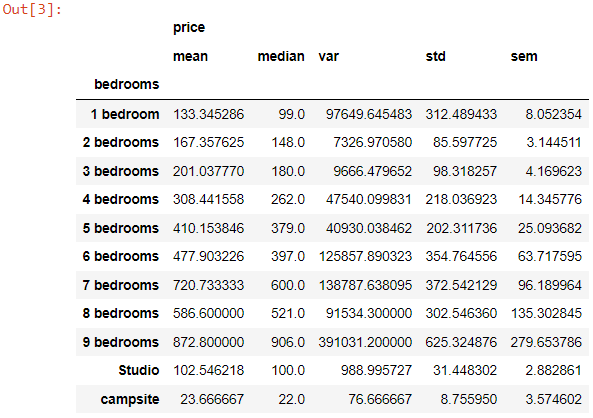 Out[3]:
price
mean median var std sem
bedrooms
1 bedroom 133.345286 99.0 97649.645483 312.489433 8.052354
2 bedrooms 167.357625 148.0 7326.970580 85.597725 3.144511
3 bedrooms 201.037770 180.0 9666.479652 98.318257 4.169623
4 bedrooms 308.441558 262.0 47540.099831 218.036923 14.345776
5 bedrooms 410.153846 379.0 40930.038462 202.311736 25.093682
6 bedrooms 477.903226 397.0 125857.890323 354.764556 63.717595
7 bedrooms 720.733333 600.0 138787.638095 372.542129 96.189964
8 bedrooms 586.600000 521.0 91534.300000 302.546360 135.302845
9 bedrooms 872.800000 906.0 391031.200000 625.324876 279.653786
Studio 102.546218 100.0 988.995727 31.448302 2.882861
campsite 23.666667 22.0 76.666667 8.755950 3.574602